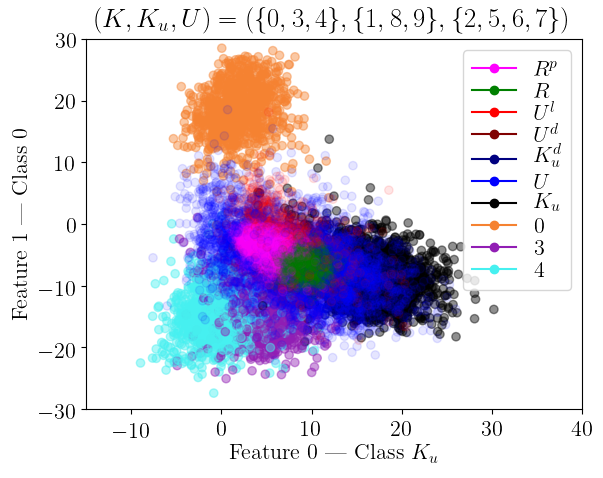 (K, K_u, U) = ({0, 3, 4}, {1, 8, 9}, {2, 5, 6, 7})
30
20
10
0
−10
−20
−30
Feature 1 — Class 0
R^p
R
U^l
U^d
K_u^d
U
K_u
0
3
4
−10
0
10
20
30
40
Feature 0 — Class K_u